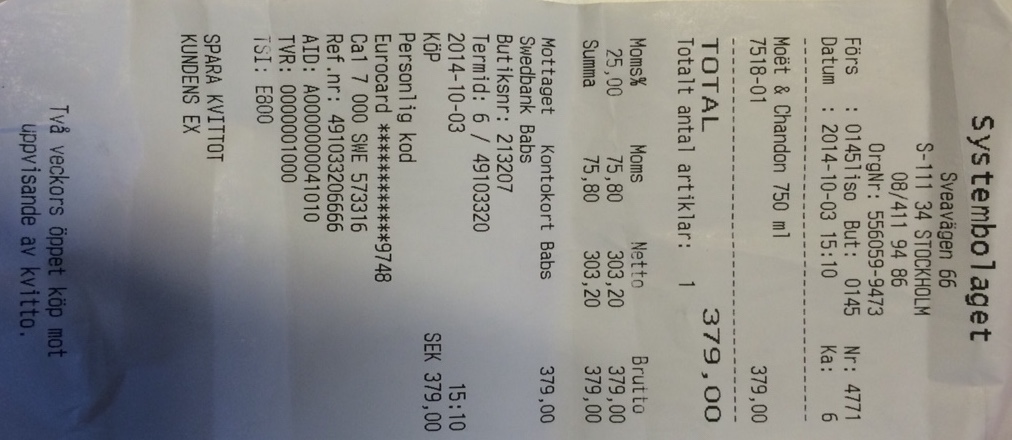 Systembolaget
Sveavägen 66
S-111 34 STOCKHOLM
08/411 94 86
OrgNr: 556059-9473
Förs : 0145liso But: 0145 Nr: 4771
Datum : 2014-10-03 15:10 Ka: 6
Moët & Chandon 750 ml
7518-01 379,00
TOTAL 379,00
Totalt antal artiklar: 1
Moms% Moms Netto Brutto
25,00 75,80 303,20 379,00
Summa 75,80 303,20 379,00
Mottaget Kontokort Babs 379,00
Swedbank Babs
Butiksnr: 213207
Termid: 6 / 49103320
2014-10-03 15:10
KÖP SEK 379,00
Personlig kod
Eurocard ************9748
Ca1 7 000 SWE 573316
Ref.nr: 491033206666
AID: A0000000041010
TVR: 0000001000
TSI: E800
SPARA KVITTOT
KUNDENS EX
Två veckors öppet köp mot
uppvisande av kvitto.